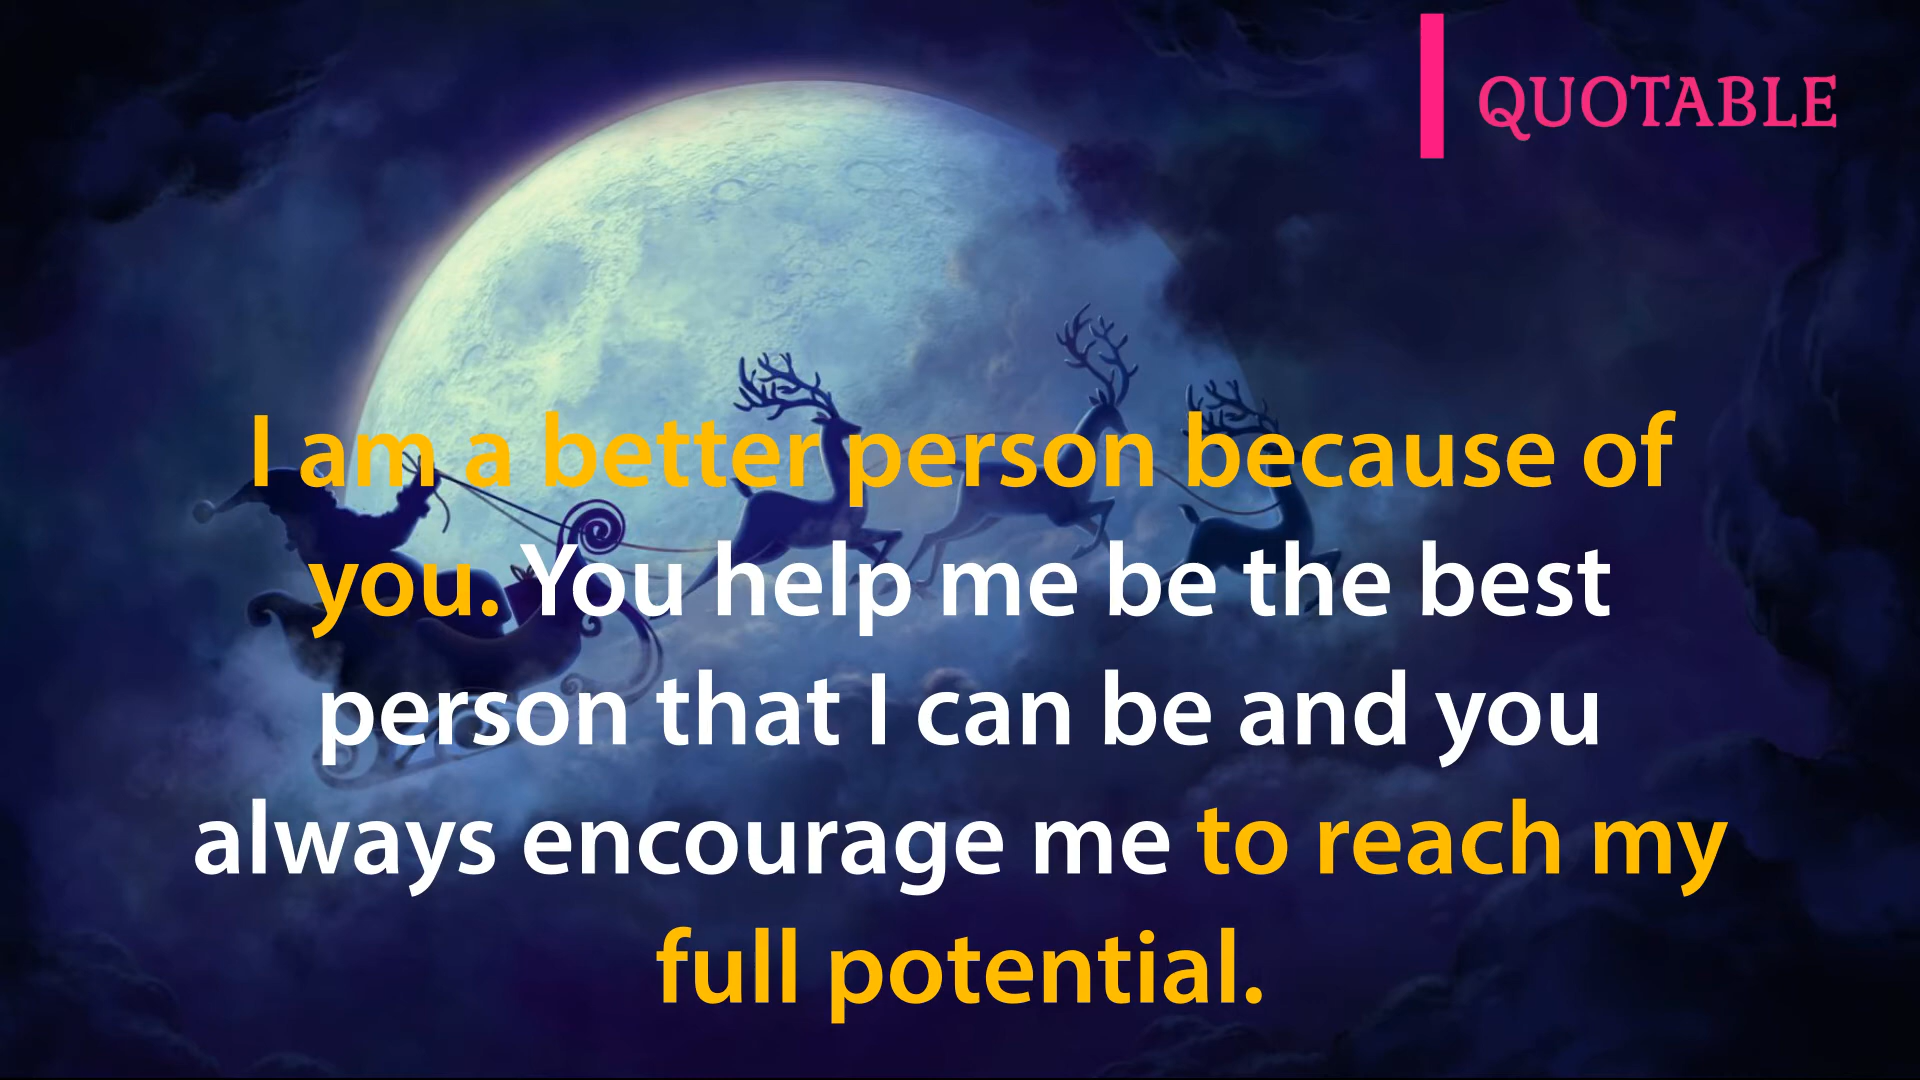 QUOTABLE
I am a better person because of
you. You help me be the best
person that I can be and you
always encourage me to reach my
full potential.